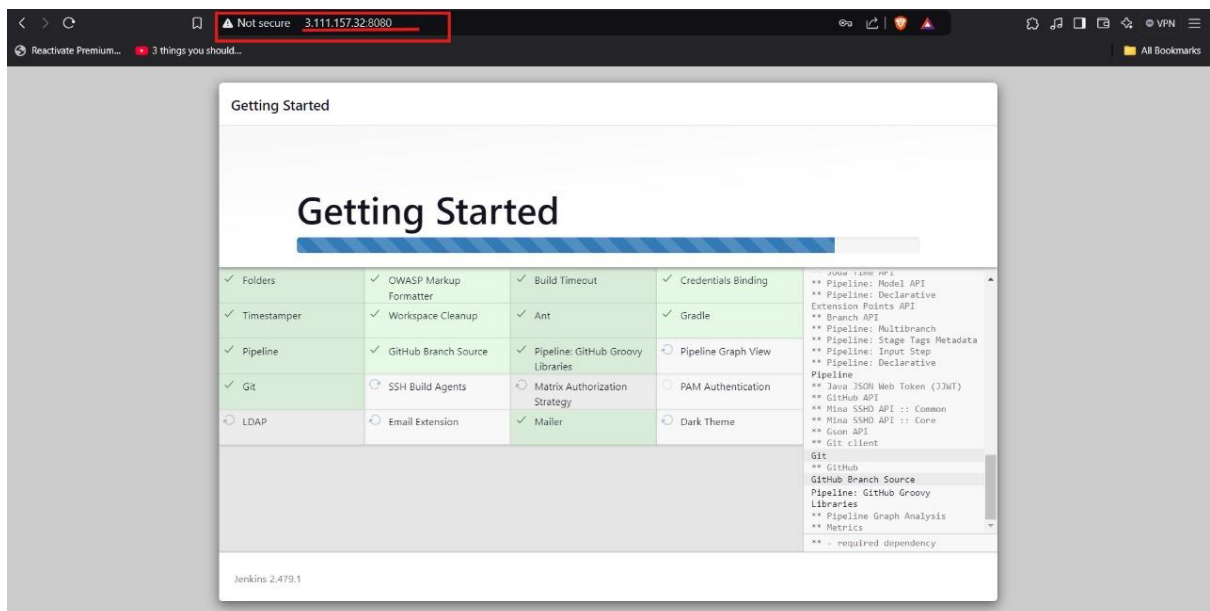 Not secure 3.111.157.32:8080
VPN
Reactivate Premium...
3 things you should...
All Bookmarks
Getting Started
Getting Started
Folders
OWASP Markup
Formatter
Build Timeout
Credentials Binding
Timestamper
Workspace Cleanup
Ant
Gradle
Pipeline
GitHub Branch Source
Pipeline: GitHub Groovy
Libraries
Pipeline Graph View
Git
SSH Build Agents
Matrix Authorization
Strategy
PAM Authentication
LDAP
Email Extension
Mailer
Dark Theme
** Joda Time API
** Pipeline: Model API
** Pipeline: Declarative
Extension Points API
** Branch API
** Pipeline: Multibranch
** Pipeline: Stage Tags Metadata
** Pipeline: Input Step
** Pipeline: Declarative
Pipeline
** Java JSON Web Token (JJWT)
** GitHub API
** Mina SSHD API :: Common
** Mina SSHD API :: Core
** Gson API
** Git client
Git
** GitHub
GitHub Branch Source
Pipeline: GitHub Groovy
Libraries
** Pipeline Graph Analysis
** Metrics
** - required dependency
Jenkins 2.479.1